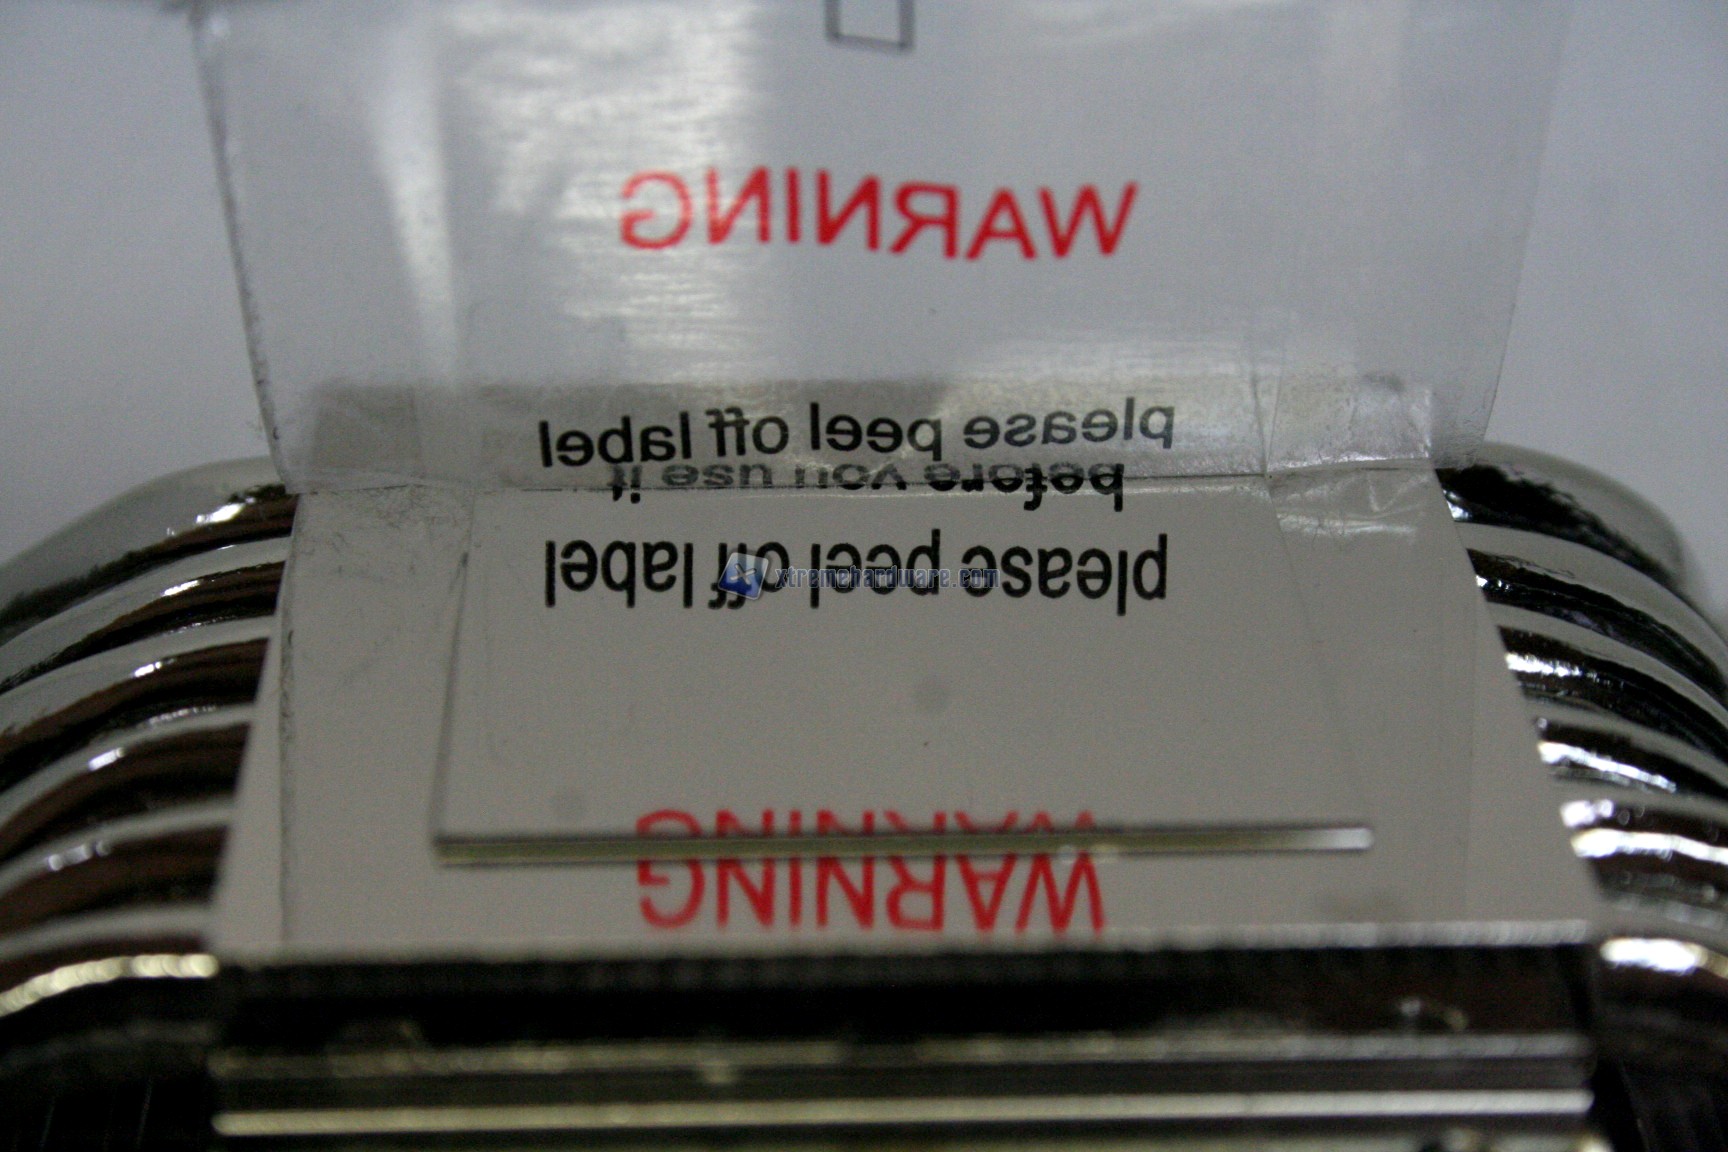 WARNING
please peel off label
before you use it
please peel off label
xtremehardware.com
WARNING